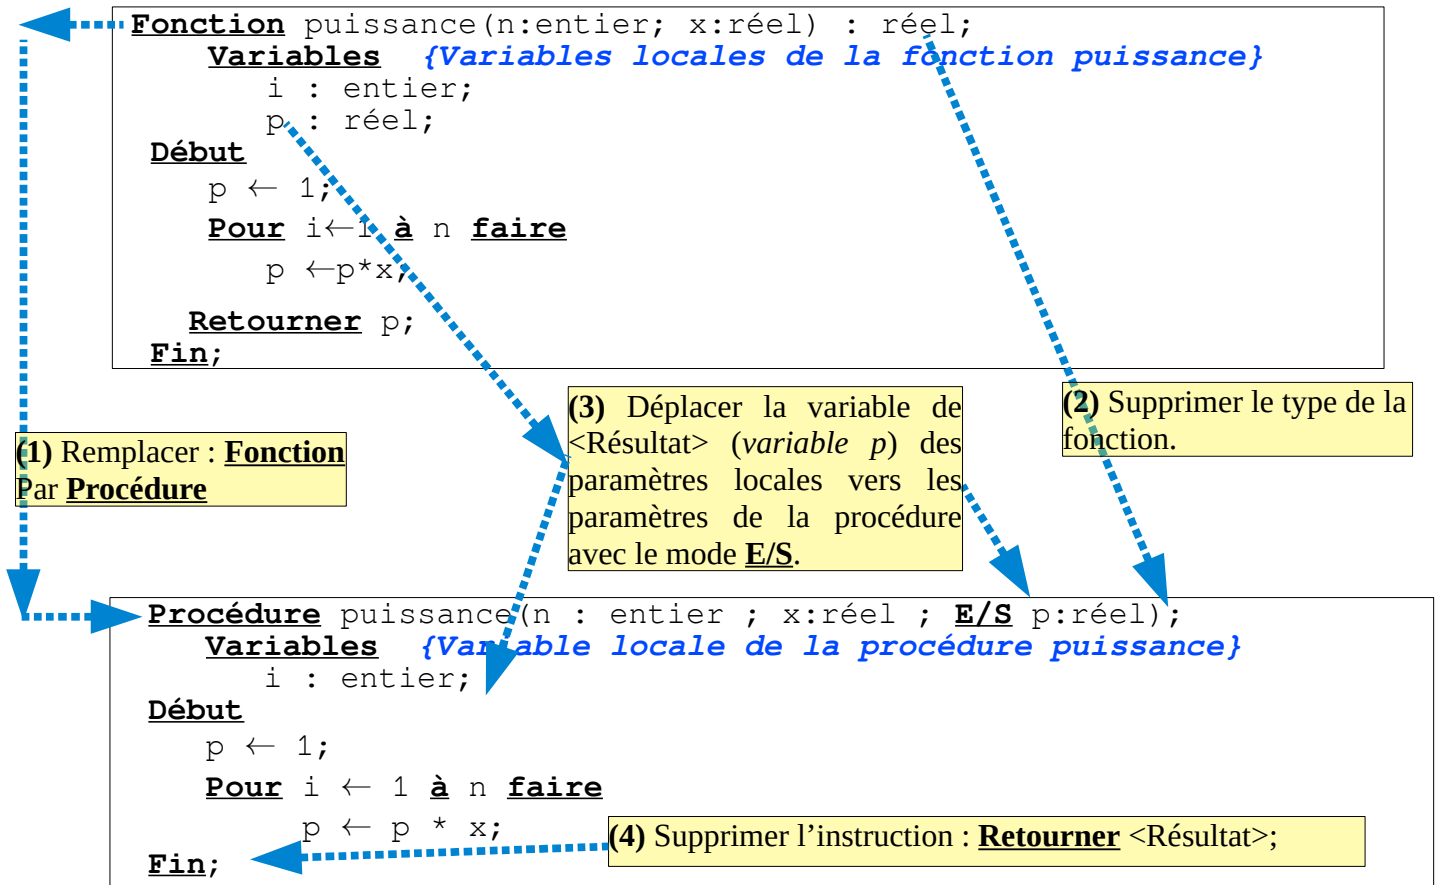 Fonction puissance(n:entier; x:réel) : réel;
Variables {Variables locales de la fonction puissance}
i : entier;
p : réel;
Début
p ← 1;
Pour i←1 à n faire
p ←p*x;
Retourner p;
Fin;
(1) Remplacer : Fonction
Par Procédure
(3) Déplacer la variable de
<Résultat> (variable p) des
paramètres locales vers les
paramètres de la procédure
avec le mode E/S.
(2) Supprimer le type de la
fonction.
Procédure puissance(n : entier ; x:réel ; E/S p:réel);
Variables {Variable locale de la procédure puissance}
i : entier;
Début
p ← 1;
Pour i ← 1 à n faire
p ← p * x;
(4) Supprimer l’instruction : Retourner <Résultat>;
Fin;